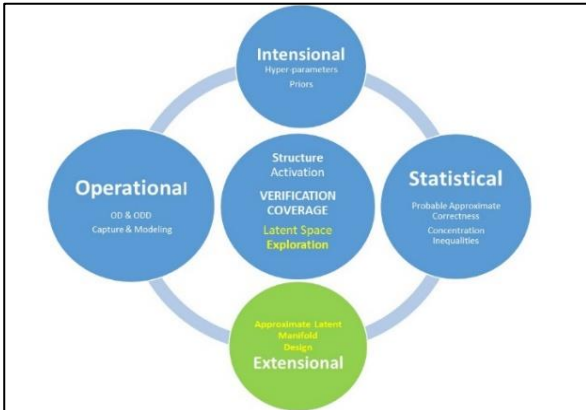 Intensional
Hyper-parameters
Priors
Operational
OD & ODD
Capture & Modeling
Structure
Activation
VERIFICATION
COVERAGE
Latent Space
Exploration
Statistical
Probable Approximate
Correctness
Concentration
Inequalities
Approximate Latent
Manifold
Design
Extensional